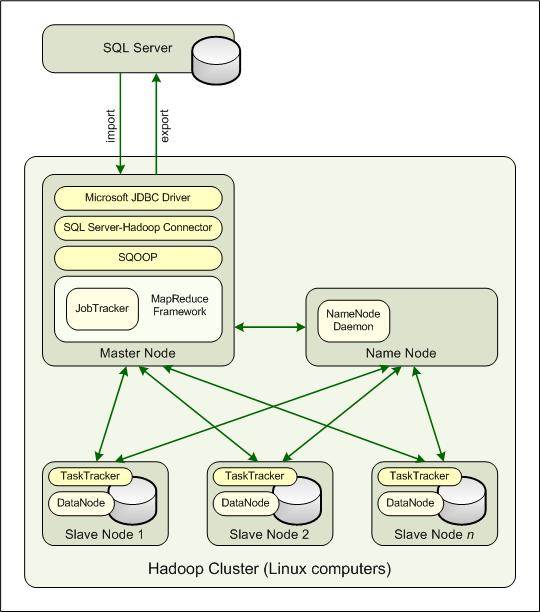 SQL Server
import
export
Microsoft JDBC Driver
SQL Server-Hadoop Connector
SQOOP
JobTracker
MapReduce
Framework
Master Node
NameNode
Daemon
Name Node
TaskTracker
DataNode
Slave Node 1
TaskTracker
DataNode
Slave Node 2
TaskTracker
DataNode
Slave Node n
Hadoop Cluster (Linux computers)